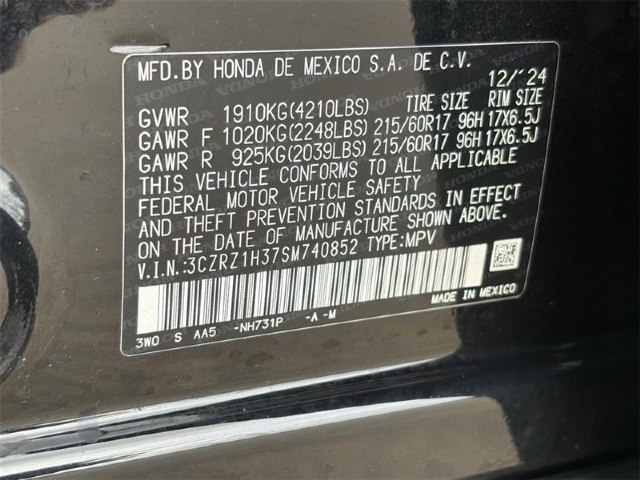 MFD.BY HONDA DE MEXICO S.A. DE C.V.
12/'24
GVWR 1910KG(4210LBS) TIRE SIZE RIM SIZE
GAWR F 1020KG(2248LBS) 215/60R17 96H 17X6.5J
GAWR R 925KG(2039LBS) 215/60R17 96H 17X6.5J
THIS VEHICLE CONFORMS TO ALL APPLICABLE
FEDERAL MOTOR VEHICLE SAFETY
AND THEFT PREVENTION STANDARDS IN EFFECT
ON THE DATE OF MANUFACTURE SHOWN ABOVE.
V.I.N.:3CZRZ1H37SM740852 TYPE:MPV
MADE IN MEXICO
3WO S AA5 -NH731P -A -M